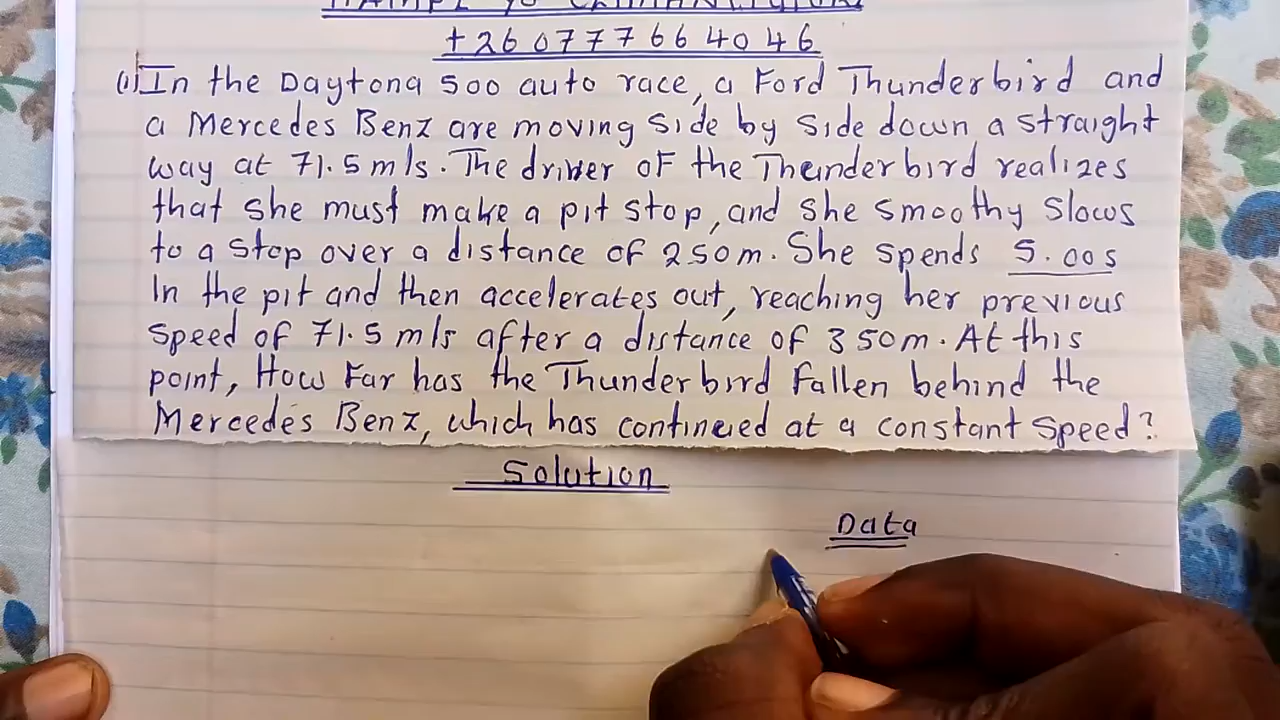 +260777664046
(1) In the Daytona 500 auto race, a Ford Thunderbird and
a Mercedes Benz are moving side by side down a straight
way at 71.5 m/s. The driver of the Thunderbird realizes
that she must make a pit stop, and she smoothy slows
to a stop over a distance of 250m. She spends 5.00s
In the pit and then accelerates out, reaching her previous
speed of 71.5 m/s after a distance of 350m. At this
point, How Far has the Thunderbird fallen behind the
Mercedes Benz, which has continued at a constant speed?
Solution
Data